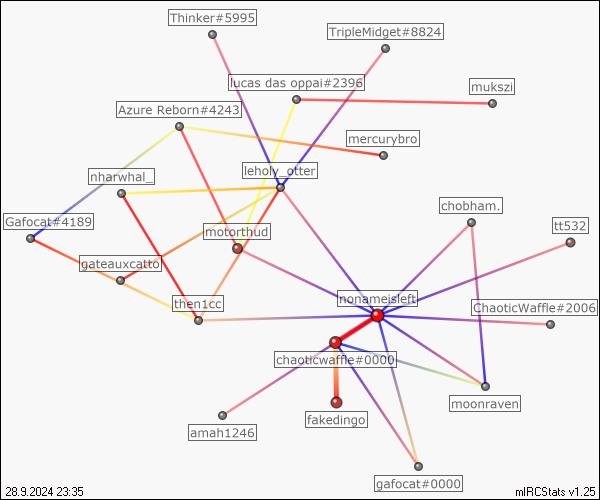 Thinker#5995
TripleMidget#8824
lucas das oppai#2396
mukszi
Azure Reborn#4243
mercurybro
nharwhal_
leholy_otter
chobham.
Gafocat#4189
motorthud
tt532
gateauxcatto
then1cc
nonameisleft
ChaoticWaffle#2006
chaoticwaffle#0000
moonraven
fakedingo
amah1246
gafocat#0000
28.9.2024 23:35
mIRCStats v1.25